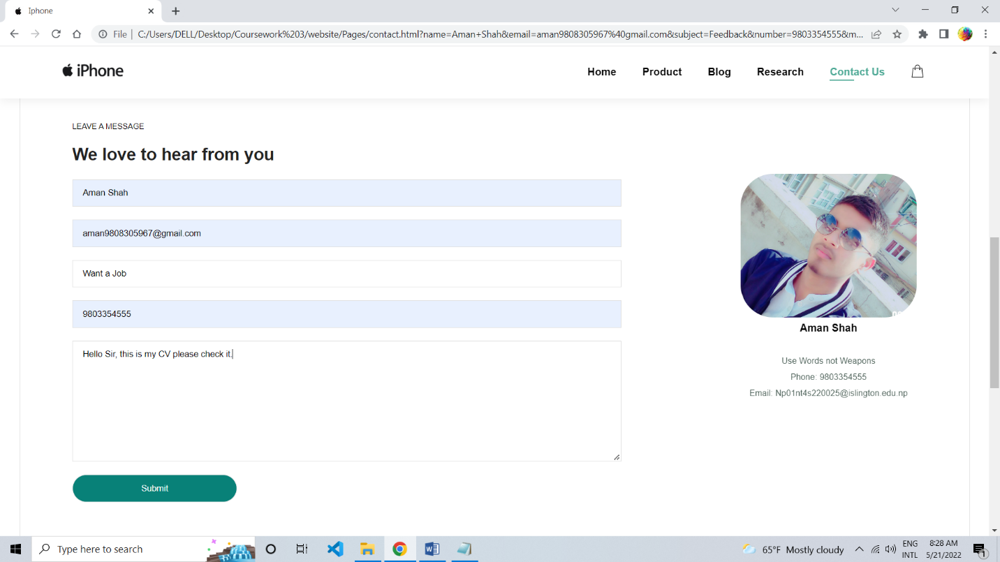 Iphone
File
C:/Users/DELL/Desktop/Coursework%203/website/Pages/contact.html?name=Aman+Shah&email=aman9808305967%40gmail.com&subject=Feedback&number=9803354555&m...
iPhone
Home Product Blog Research Contact Us
LEAVE A MESSAGE
We love to hear from you
Aman Shah
aman9808305967@gmail.com
Want a Job
9803354555
Hello Sir, this is my CV please check it.
Submit
Aman Shah
Use Words not Weapons
Phone: 9803354555
Email: Np01nt4s220025@islington.edu.np
Type here to search
65°F Mostly cloudy
ENG
INTL
8:28 AM
5/21/2022
1